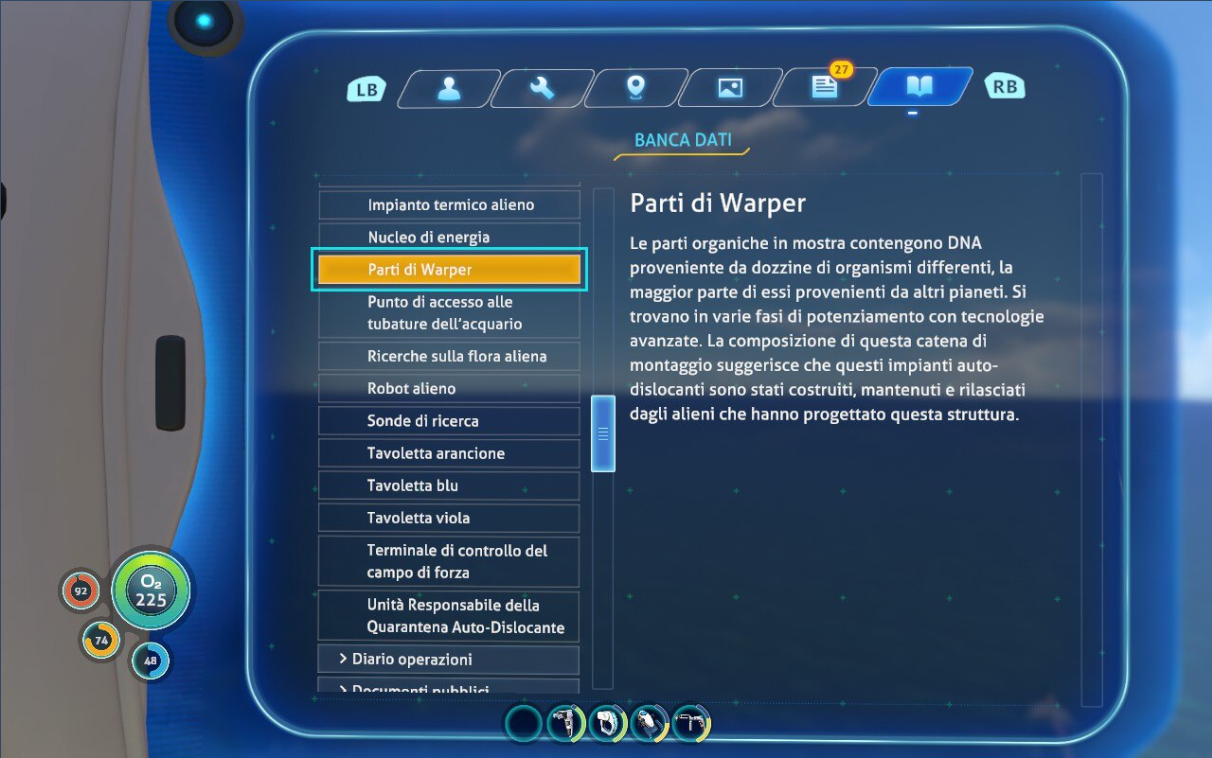 LB
27
RB
BANCA DATI
Impianto termico alieno
Nucleo di energia
Parti di Warper
Punto di accesso alle
tubature dell'acquario
Ricerche sulla flora aliena
Robot alieno
Sonde di ricerca
Tavoletta arancione
Tavoletta blu
Tavoletta viola
Terminale di controllo del
campo di forza
Unità Responsabile della
Quarantena Auto-Dislocante
> Diario operazioni
> Documenti pubblici
Parti di Warper
Le parti organiche in mostra contengono DNA
proveniente da dozzine di organismi differenti, la
maggior parte di essi provenienti da altri pianeti. Si
trovano in varie fasi di potenziamento con tecnologie
avanzate. La composizione di questa catena di
montaggio suggerisce che questi impianti auto-
dislocanti sono stati costruiti, mantenuti e rilasciati
dagli alieni che hanno progettato questa struttura.
O₂
225
92
74
48